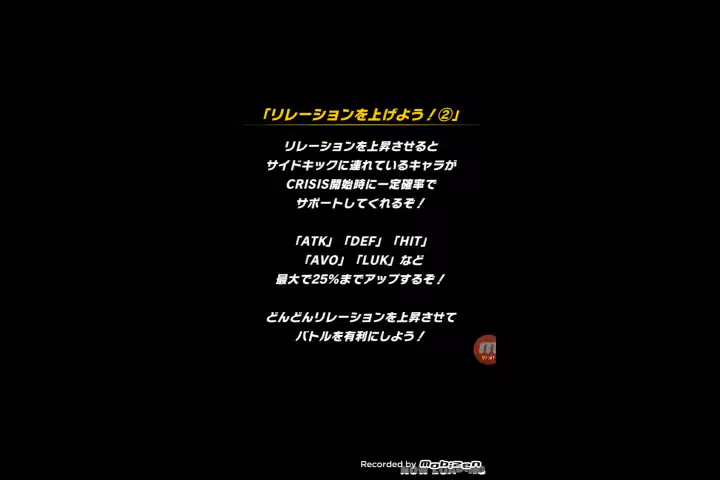 「リレーションを上げよう！②」
リレーションを上昇させると
サイドキックに連れているキャラが
CRISIS開始時に一定確率で
サポートしてくれるぞ！
「ATK」「DEF」「HIT」
「AVO」「LUK」など
最大で25%までアップするぞ！
どんどんリレーションを上昇させて
バトルを有利にしよう！
Recorded by mobizen
NOW LOADING